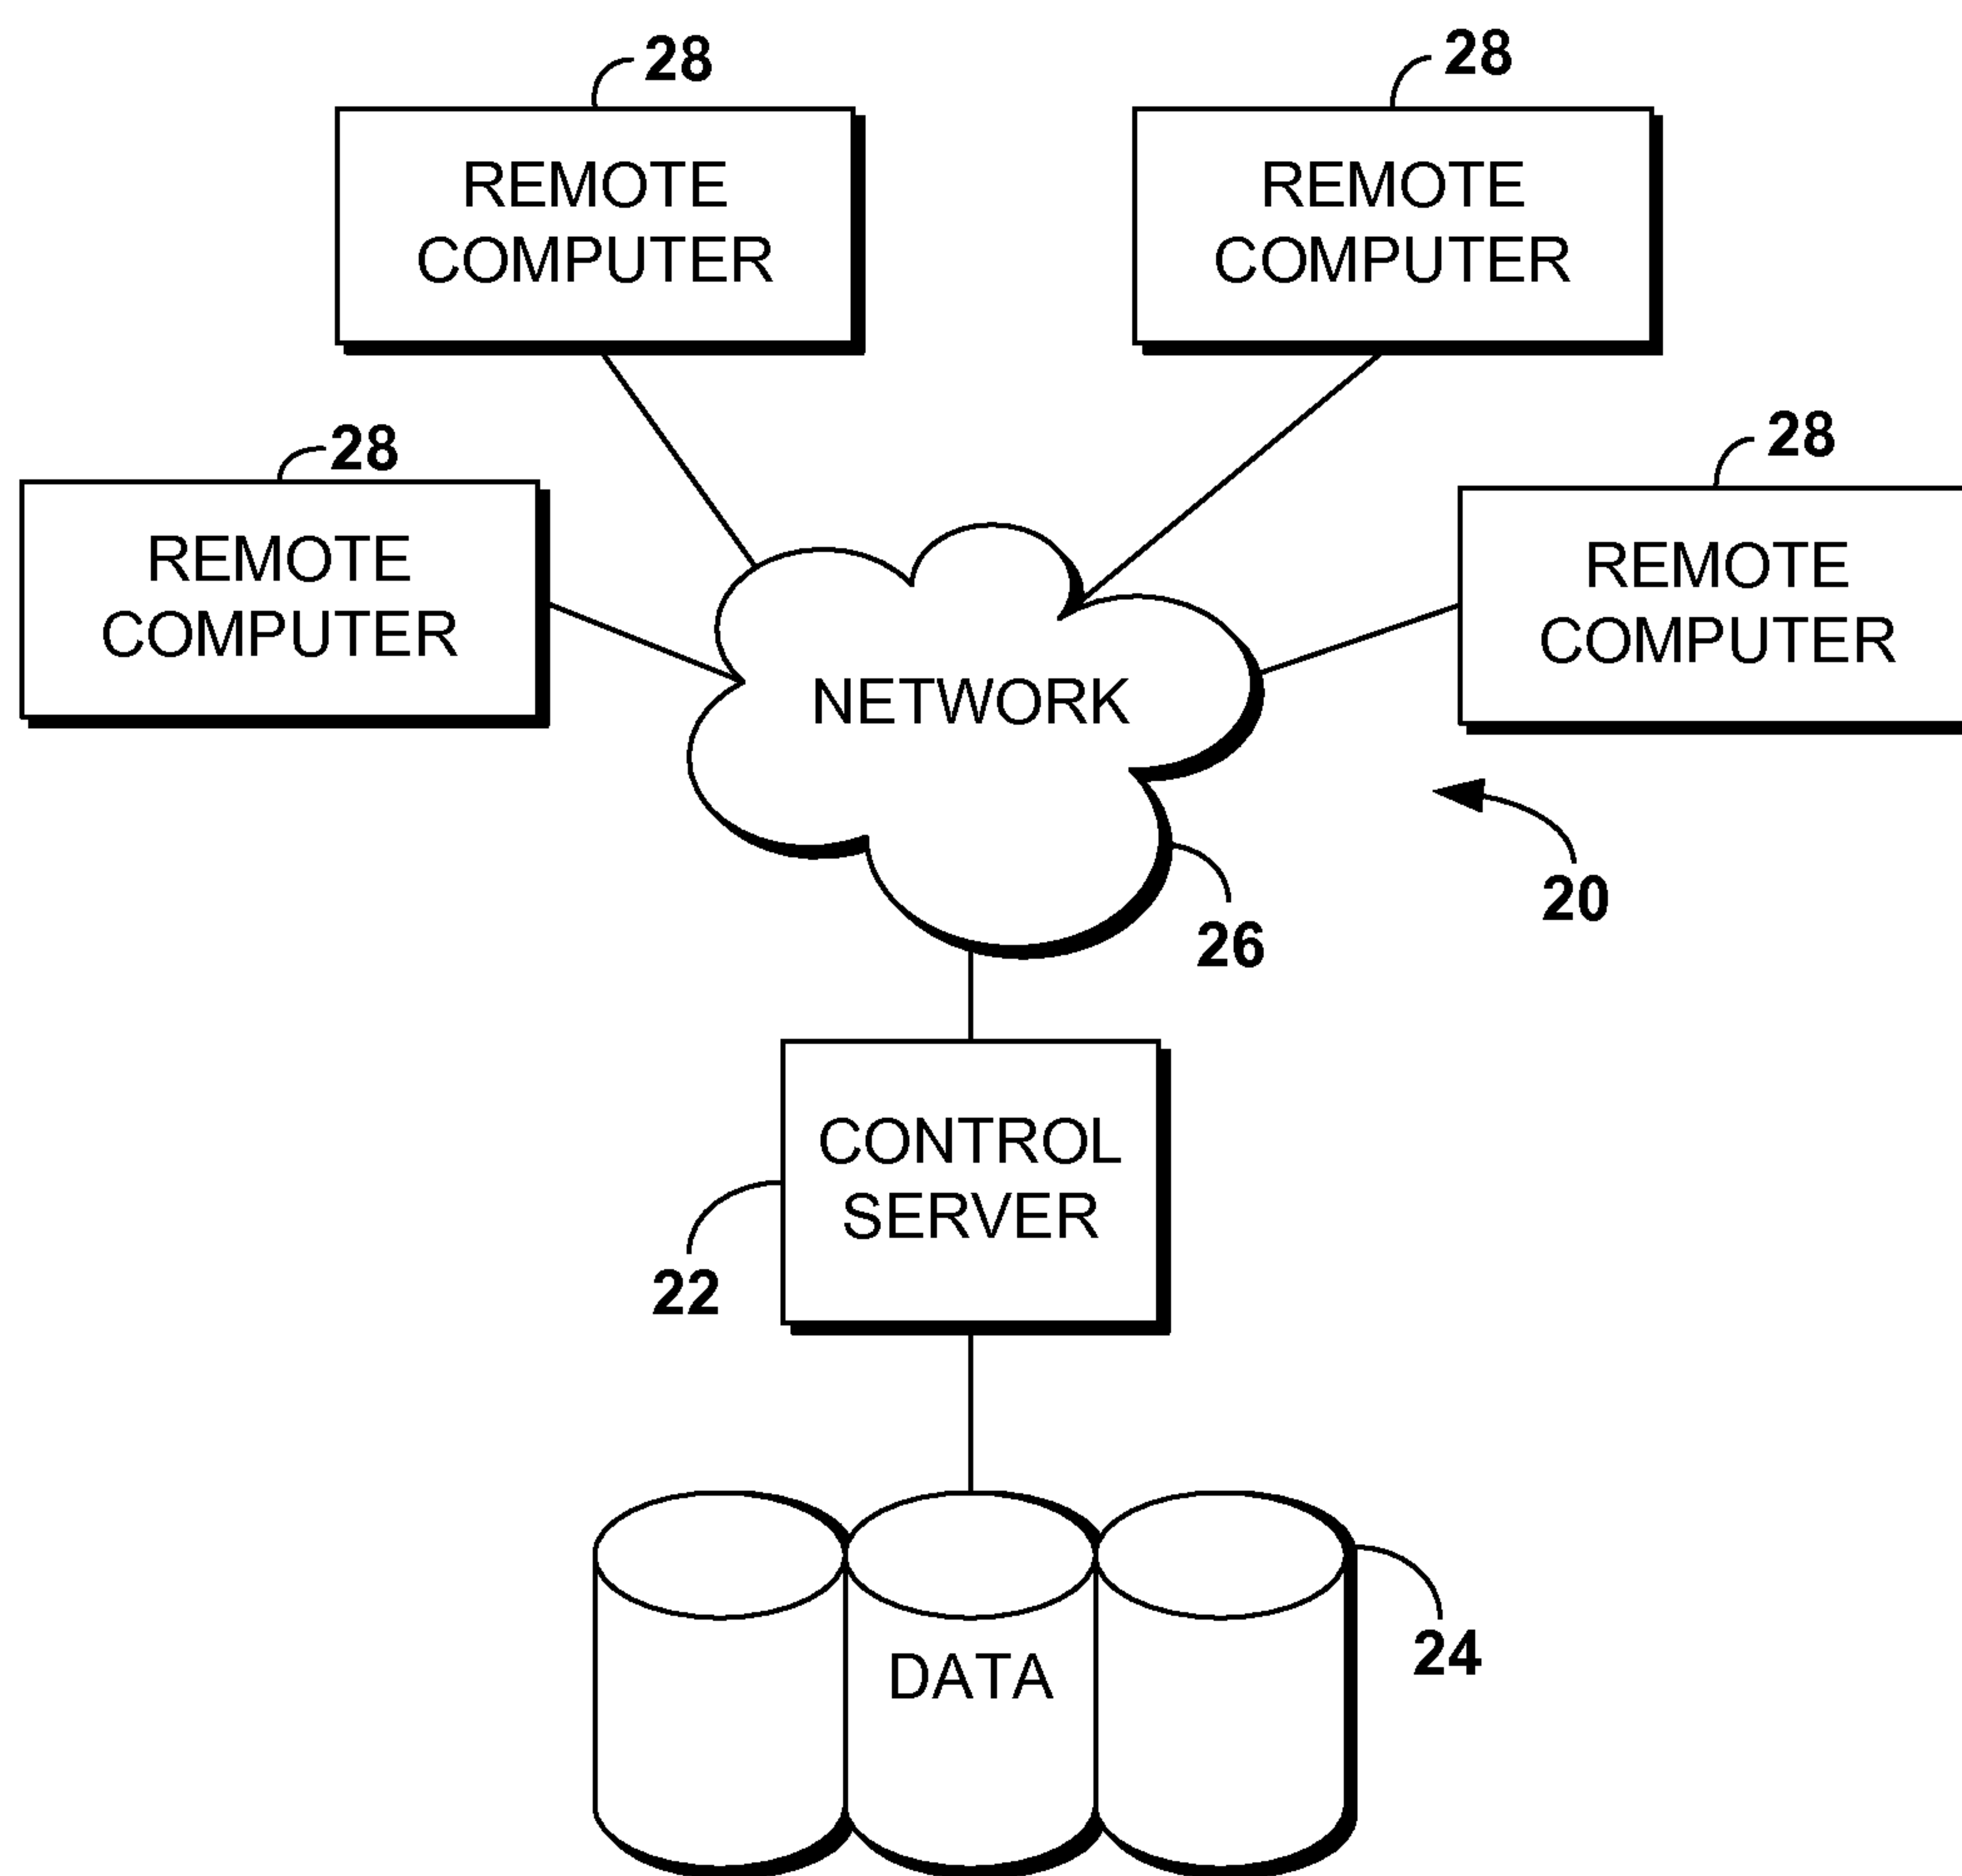 28
28
REMOTE
COMPUTER
REMOTE
COMPUTER
28
28
REMOTE
COMPUTER
REMOTE
COMPUTER
NETWORK
20
26
CONTROL
SERVER
22
DATA
24